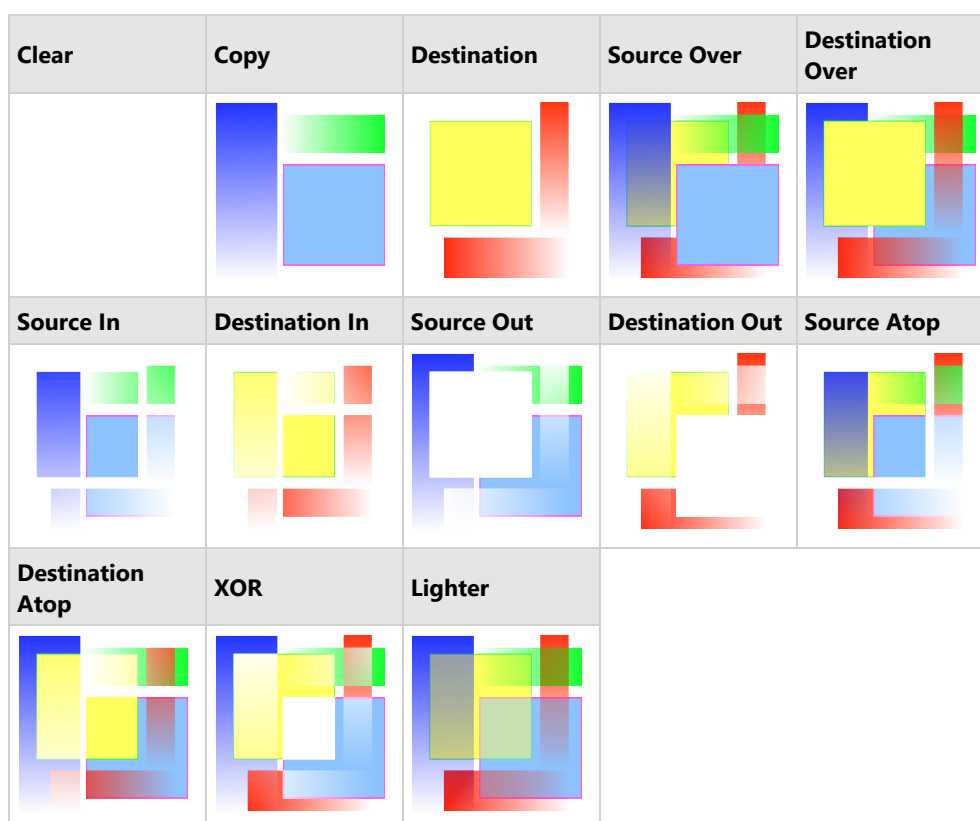 Clear
Copy
Destination
Source Over
Destination
Over
Source In
Destination In
Source Out
Destination Out
Source Atop
Destination
Atop
XOR
Lighter